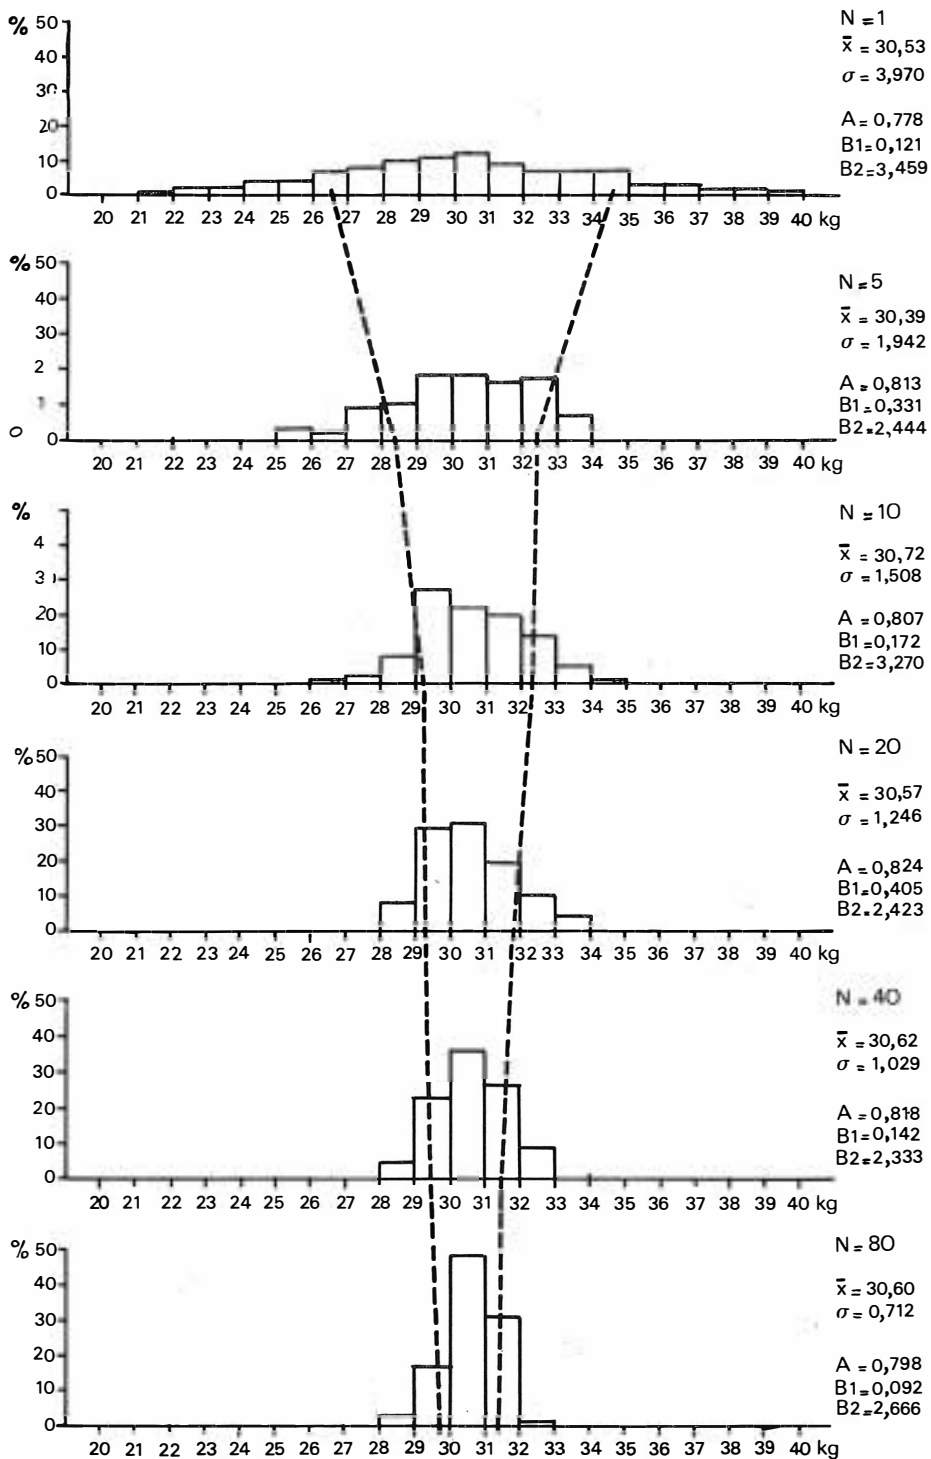 % 50
40
30
20
10
0
20 21 22 23 24 25 26 27 28 29 30 31 32 33 34 35 36 37 38 39 40 kg
N = 1
x̄ = 30,53
σ = 3,970
A = 0,778
B1 = 0,121
B2 = 3,459
% 50
40
30
2
0 0
20 21 22 23 24 25 26 27 28 29 30 31 32 33 34 35 36 37 38 39 40 kg
N = 5
x̄ = 30,39
σ = 1,942
A = 0,813
B1 = 0,331
B2 = 2,444
%
4
3
20
10
0
20 21 22 23 24 25 26 27 28 29 30 31 32 33 34 35 36 37 38 39 40 kg
N = 10
x̄ = 30,72
σ = 1,508
A = 0,807
B1 = 0,172
B2 = 3,270
% 50
40
30
20
10
0
20 21 22 23 24 25 26 27 28 29 30 31 32 33 34 35 36 37 38 39 40 kg
N = 20
x̄ = 30,57
σ = 1,246
A = 0,824
B1 = 0,405
B2 = 2,423
% 50
40
30
20
10
0
20 21 22 23 24 25 26 27 28 29 30 31 32 33 34 35 36 37 38 39 40 kg
N = 40
x̄ = 30,62
σ = 1,029
A = 0,818
B1 = 0,142
B2 = 2,333
% 50
40
30
20
10
0
20 21 22 23 24 25 26 27 28 29 30 31 32 33 34 35 36 37 38 39 40 kg
N = 80
x̄ = 30,60
σ = 0,712
A = 0,798
B1 = 0,092
B2 = 2,666